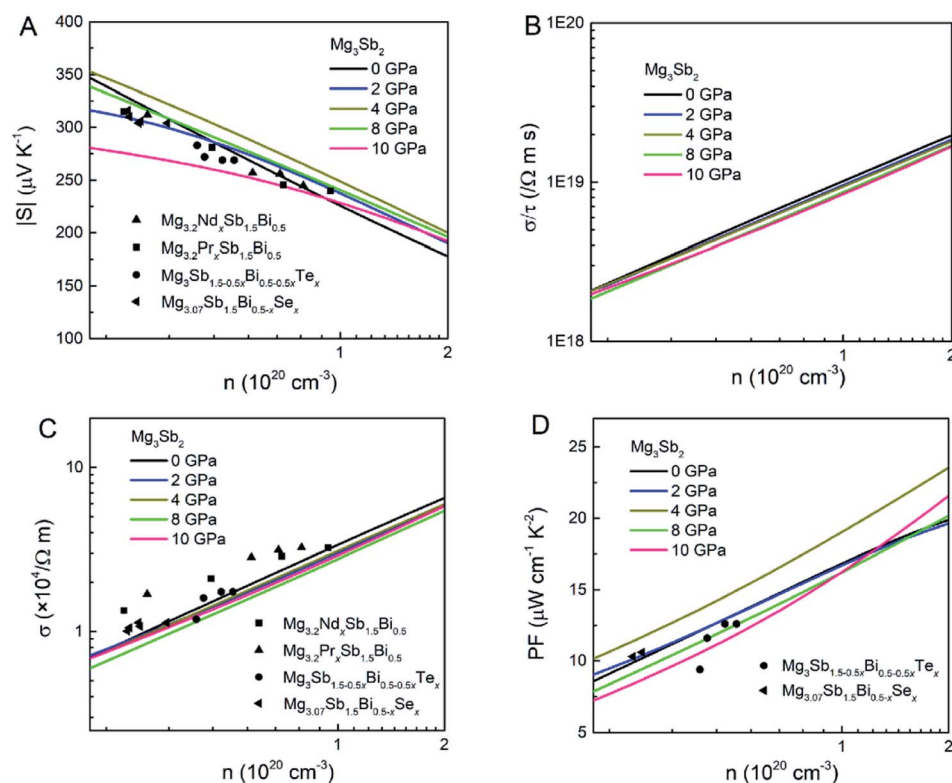 A
400
350
300
250
200
150
100
|S| (μV K⁻¹)
Mg₃Sb₂
0 GPa
2 GPa
4 GPa
8 GPa
10 GPa
Mg₃.₂NdₓSb₁.₅Bi₀.₅
Mg₃.₂PrₓSb₁.₅Bi₀.₅
Mg₃Sb₁.₅₋₀.₅ₓBi₀.₅₋₀.₅ₓTeₓ
Mg₃.₀₇Sb₁.₅Bi₀.₅₋ₓSeₓ
1 2
n (10²⁰ cm⁻³)
B
1E20
1E19
1E18
σ/τ (/Ω m s)
Mg₃Sb₂
0 GPa
2 GPa
4 GPa
8 GPa
10 GPa
1 2
n (10²⁰ cm⁻³)
C
10
1
σ (×10⁴/Ω m)
Mg₃Sb₂
0 GPa
2 GPa
4 GPa
8 GPa
10 GPa
Mg₃.₂NdₓSb₁.₅Bi₀.₅
Mg₃.₂PrₓSb₁.₅Bi₀.₅
Mg₃Sb₁.₅₋₀.₅ₓBi₀.₅₋₀.₅ₓTeₓ
Mg₃.₀₇Sb₁.₅Bi₀.₅₋ₓSeₓ
1 2
n (10²⁰ cm⁻³)
D
25
20
15
10
5
PF (μW cm⁻¹ K⁻²)
Mg₃Sb₂
0 GPa
2 GPa
4 GPa
8 GPa
10 GPa
Mg₃Sb₁.₅₋₀.₅ₓBi₀.₅₋₀.₅ₓTeₓ
Mg₃.₀₇Sb₁.₅Bi₀.₅₋ₓSeₓ
1 2
n (10²⁰ cm⁻³)